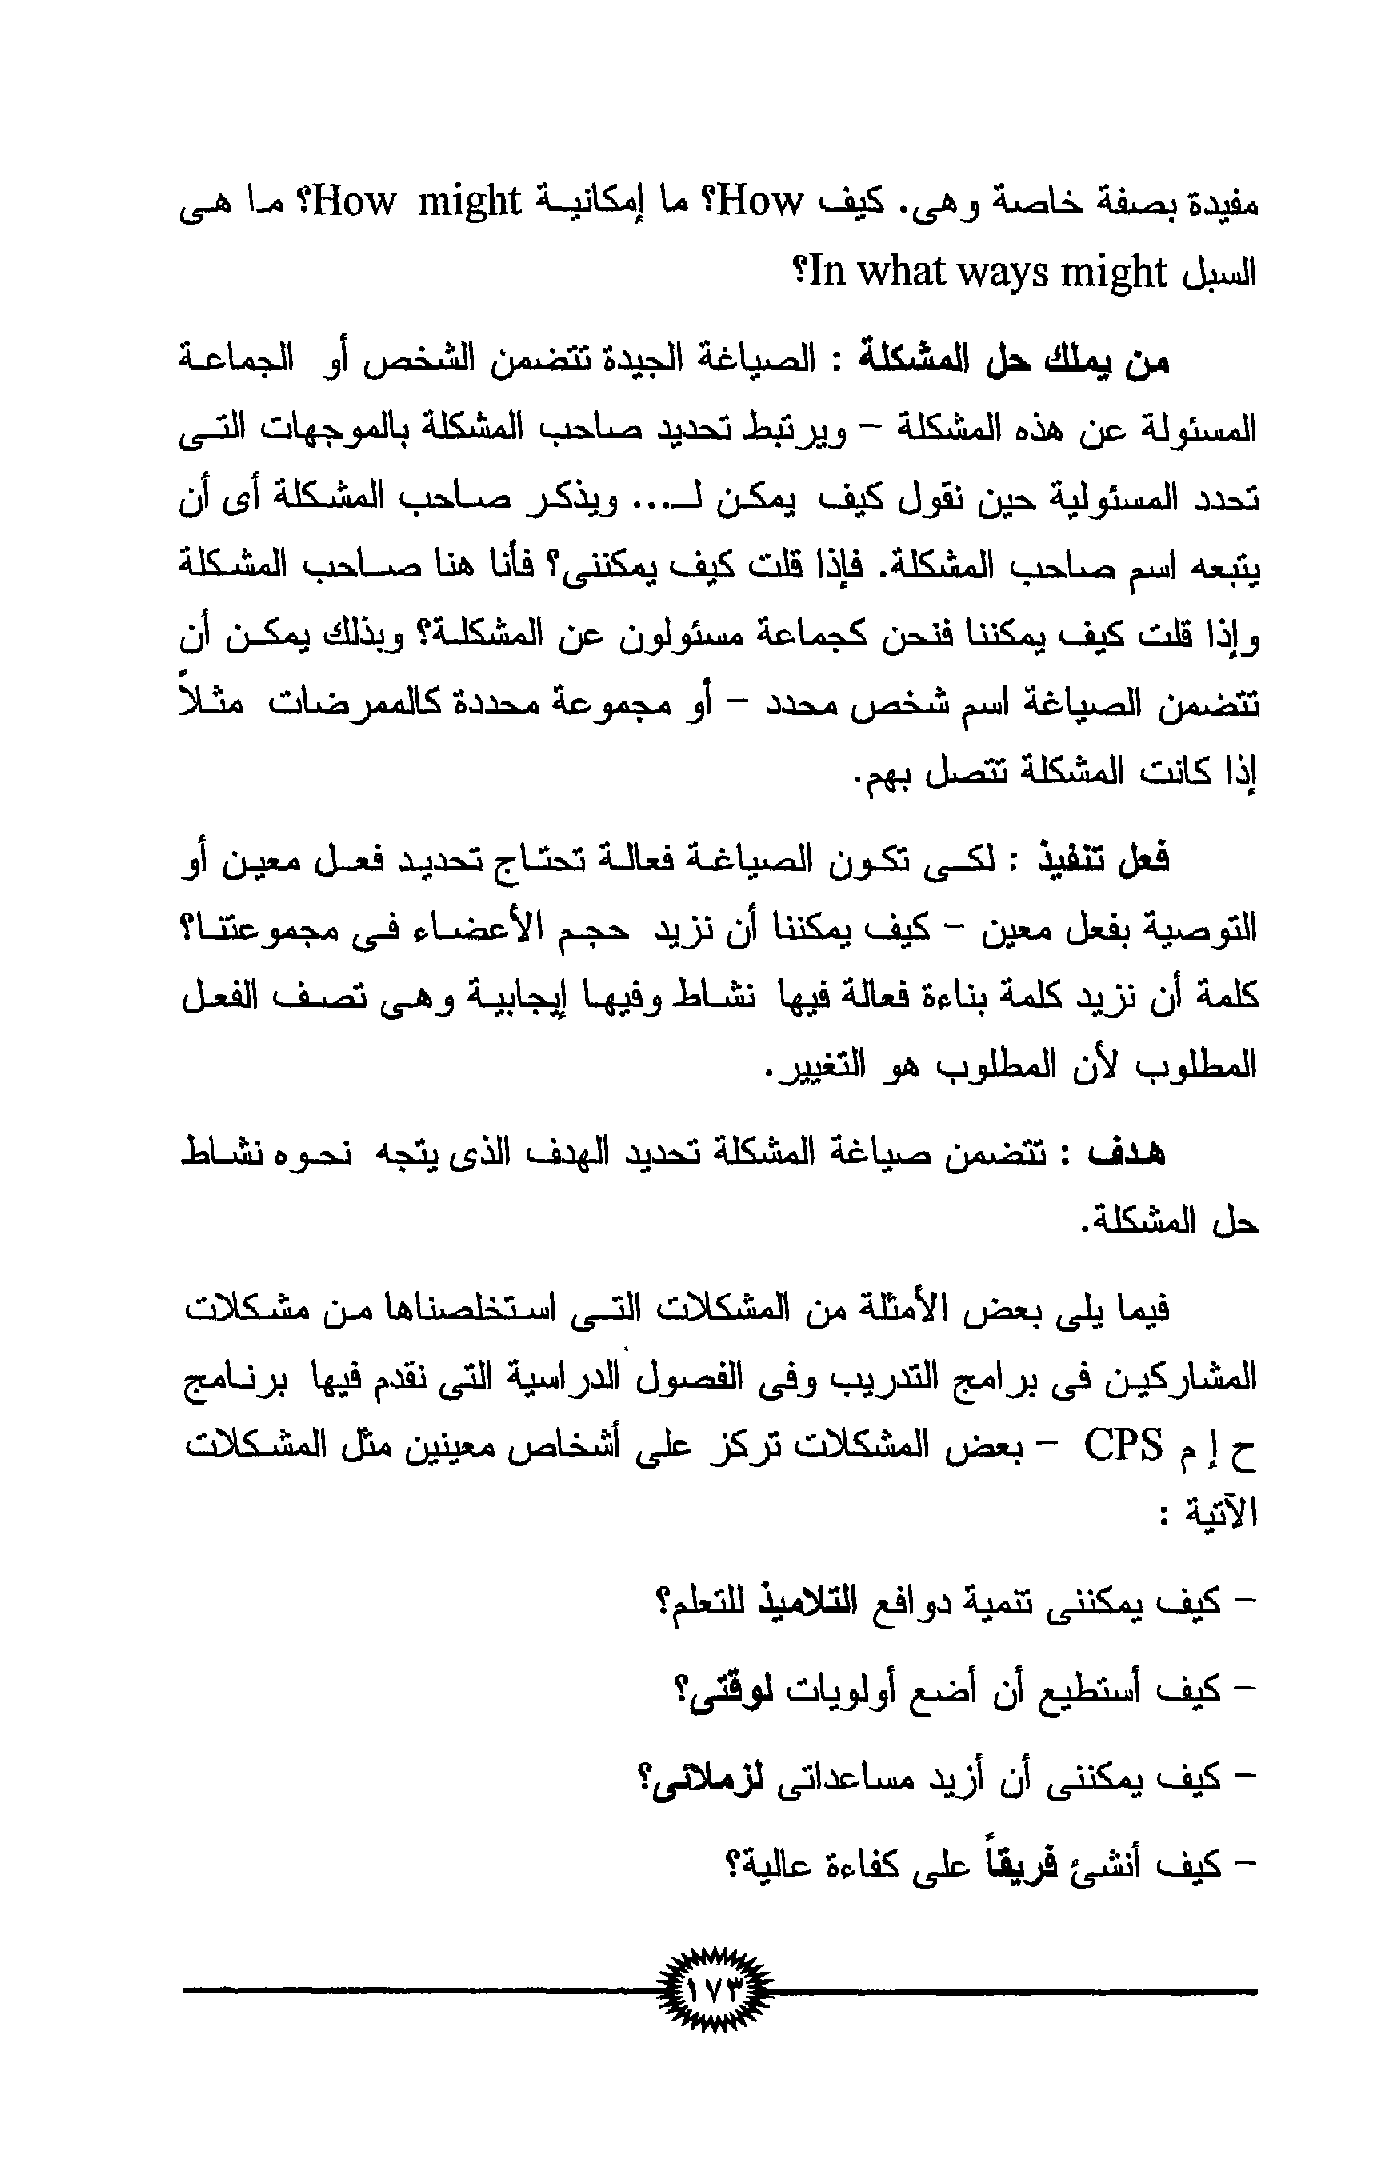 مفيدة بصفة خاصة وهى. كيف How؟ ما إمكانية How might؟ ما هى
السبل In what ways might؟
من يملك حل المشكلة : الصياغة الجيدة تتضمن الشخص أو الجماعة
المسئولة عن هذه المشكلة – ويرتبط تحديد صاحب المشكلة بالموجهات التى
تحدد المسئولية حين نقول كيف يمكن لـ... ويذكر صاحب المشكلة أى أن
يتبعه اسم صاحب المشكلة. فإذا قلت كيف يمكننى؟ فأنا هنا صاحب المشكلة
وإذا قلت كيف يمكننا فنحن كجماعة مسئولون عن المشكلة؟ وبذلك يمكن أن
تتضمن الصياغة اسم شخص محدد – أو مجموعة محددة كالممرضات مثلاً
إذا كانت المشكلة تتصل بهم.
فعل تنفيذ : لكى تكون الصياغة فعالة تحتاج تحديد فعل معين أو
التوصية بفعل معين – كيف يمكننا أن نزيد حجم الأعضاء فى مجموعتنا؟
كلمة أن نزيد كلمة بناءة فعالة فيها نشاط وفيها إيجابية وهى تصف الفعل
المطلوب لأن المطلوب هو التغيير.
هدف : تتضمن صياغة المشكلة تحديد الهدف الذى يتجه نحوه نشاط
حل المشكلة.
فيما يلى بعض الأمثلة من المشكلات التى استخلصناها من مشكلات
المشاركين فى برامج التدريب وفى الفصول الدراسية التى نقدم فيها برنامج
ح إ م CPS – بعض المشكلات تركز على أشخاص معينين مثل المشكلات
الآتية :
– كيف يمكننى تنمية دوافع التلاميذ للتعلم؟
– كيف أستطيع أن أضع أولويات لوقتى؟
– كيف يمكننى أن أزيد مساعداتى لزملائى؟
– كيف أنشئ فريقاً على كفاءة عالية؟
١٧٣